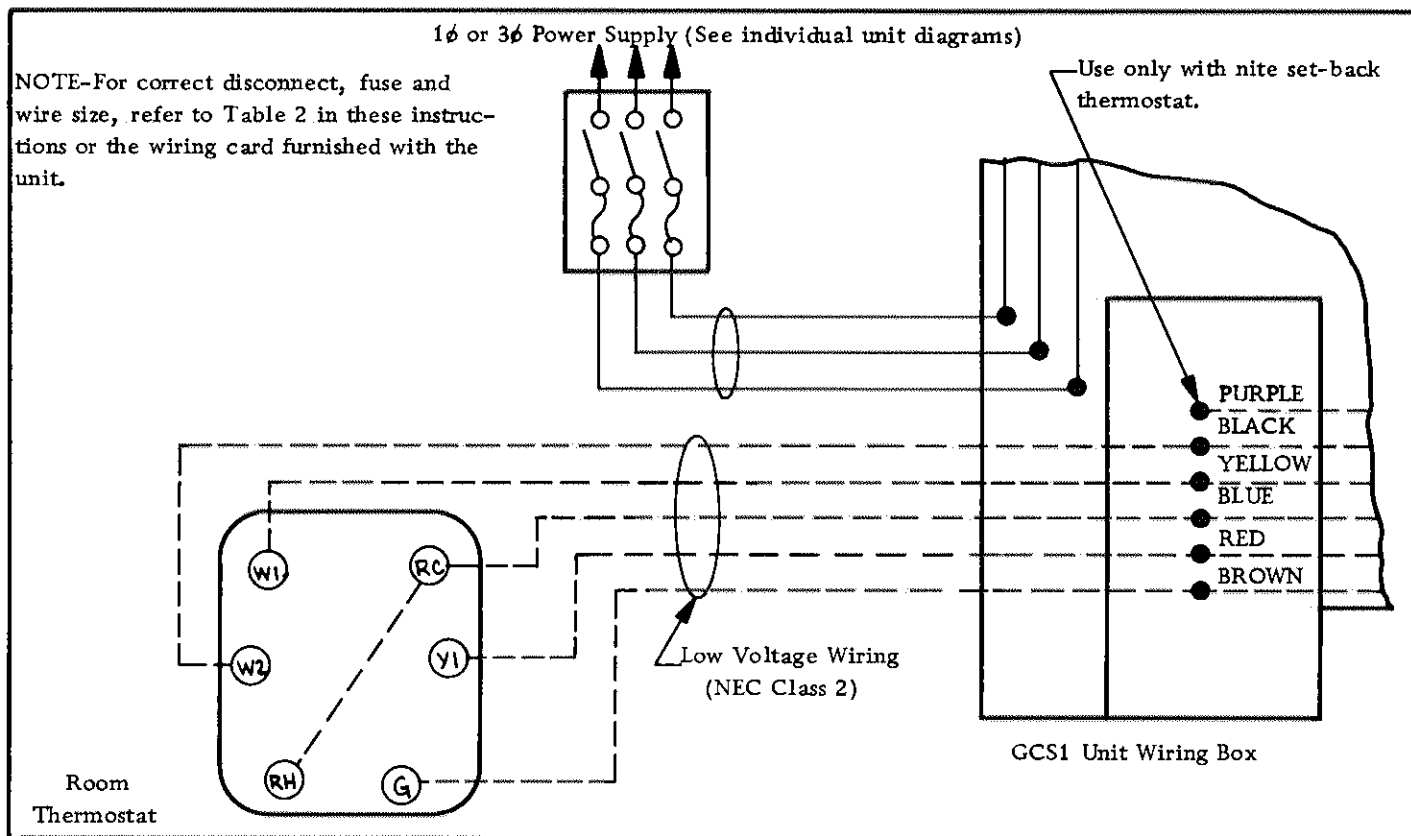 1ø or 3ø Power Supply (See individual unit diagrams)
NOTE-For correct disconnect, fuse and
wire size, refer to Table 2 in these instruc-
tions or the wiring card furnished with the
unit.
Use only with nite set-back
thermostat.
PURPLE
BLACK
YELLOW
BLUE
RED
BROWN
W1
RC
W2
Y1
RH
G
Low Voltage Wiring
(NEC Class 2)
GCS1 Unit Wiring Box
Room
Thermostat